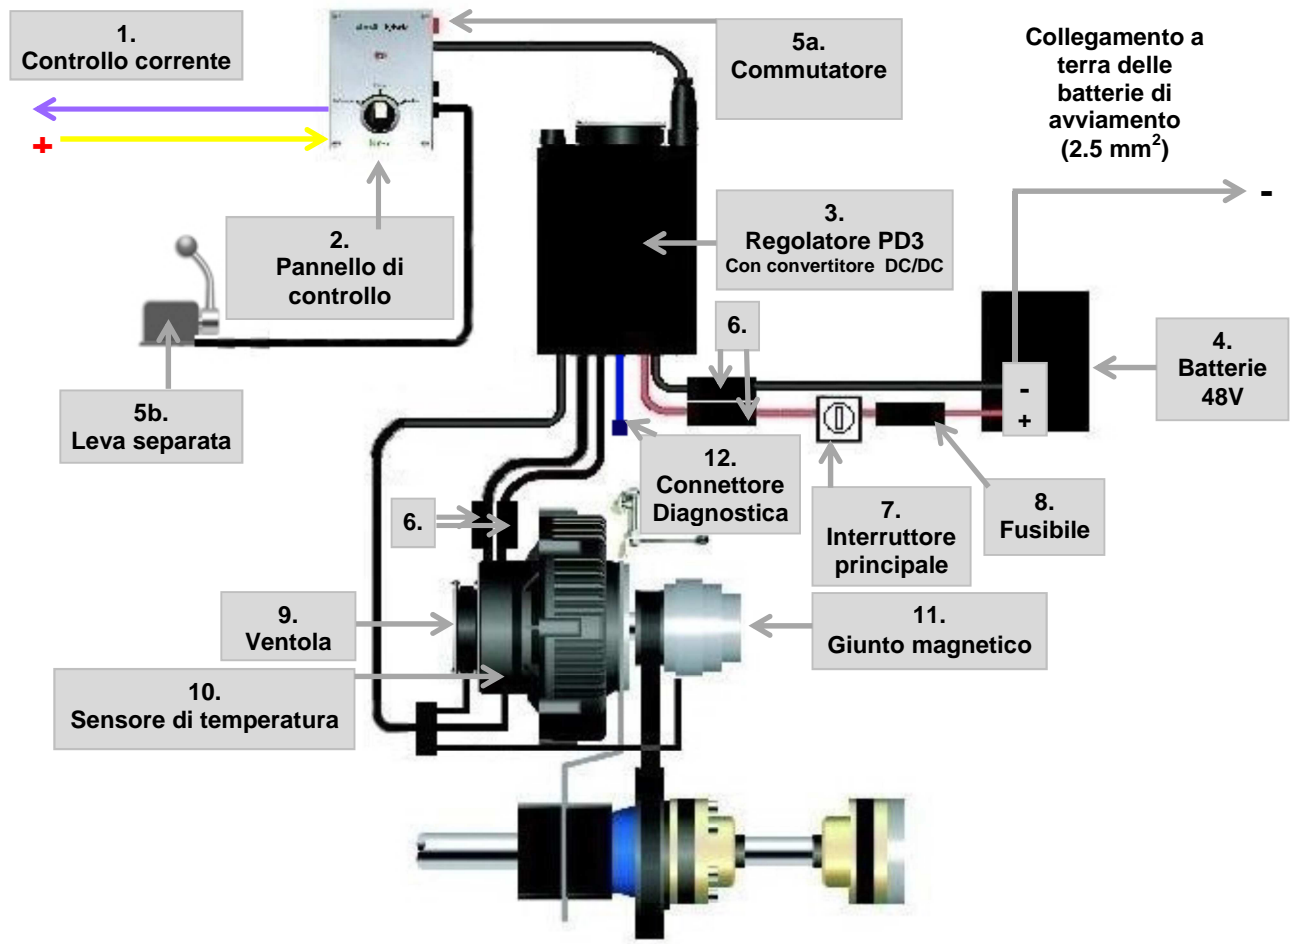 1.
Controllo corrente
5a.
Commutatore
Collegamento a
terra delle
batterie di
avviamento
(2.5 mm²)
+
-
2.
Pannello di
controllo
3.
Regolatore PD3
Con convertitore DC/DC
6.
4.
Batterie
48V
-
+
5b.
Leva separata
12.
Connettore
Diagnostica
7.
Interruttore
principale
8.
Fusibile
6.
9.
Ventola
11.
Giunto magnetico
10.
Sensore di temperatura